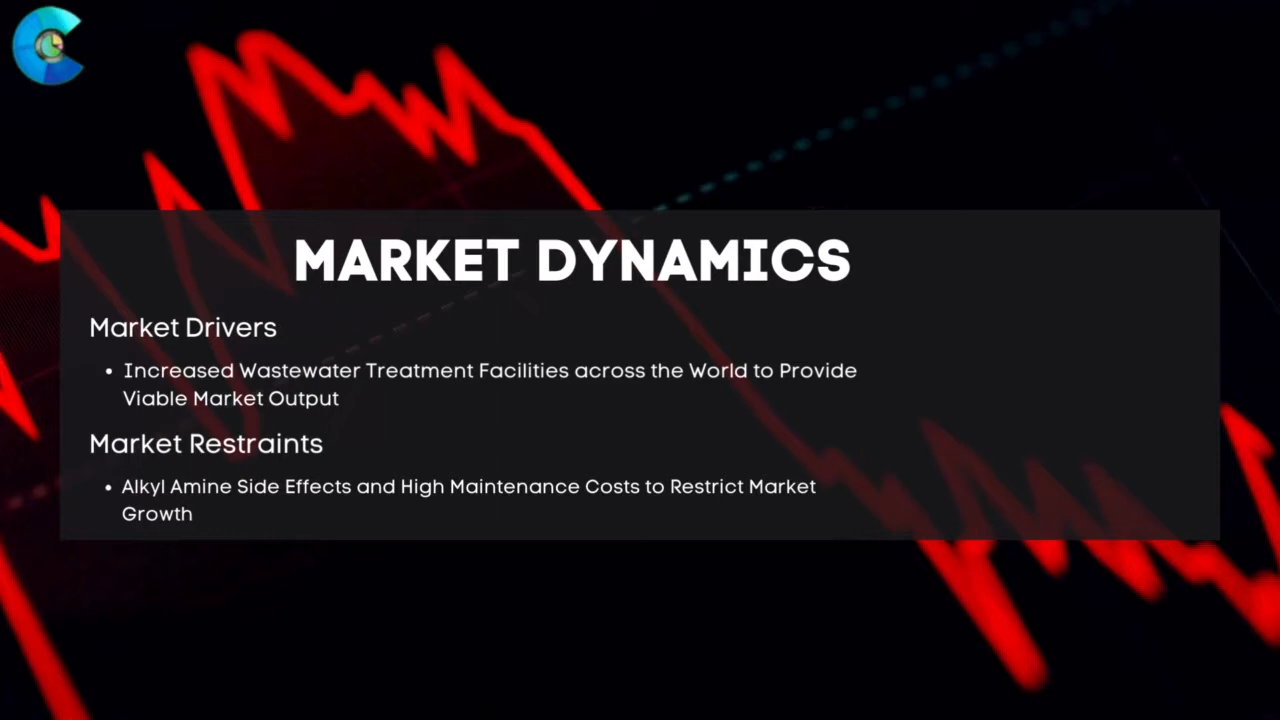 MARKET DYNAMICS
Market Drivers
• Increased Wastewater Treatment Facilities across the World to Provide
Viable Market Output
Market Restraints
• Alkyl Amine Side Effects and High Maintenance Costs to Restrict Market
Growth